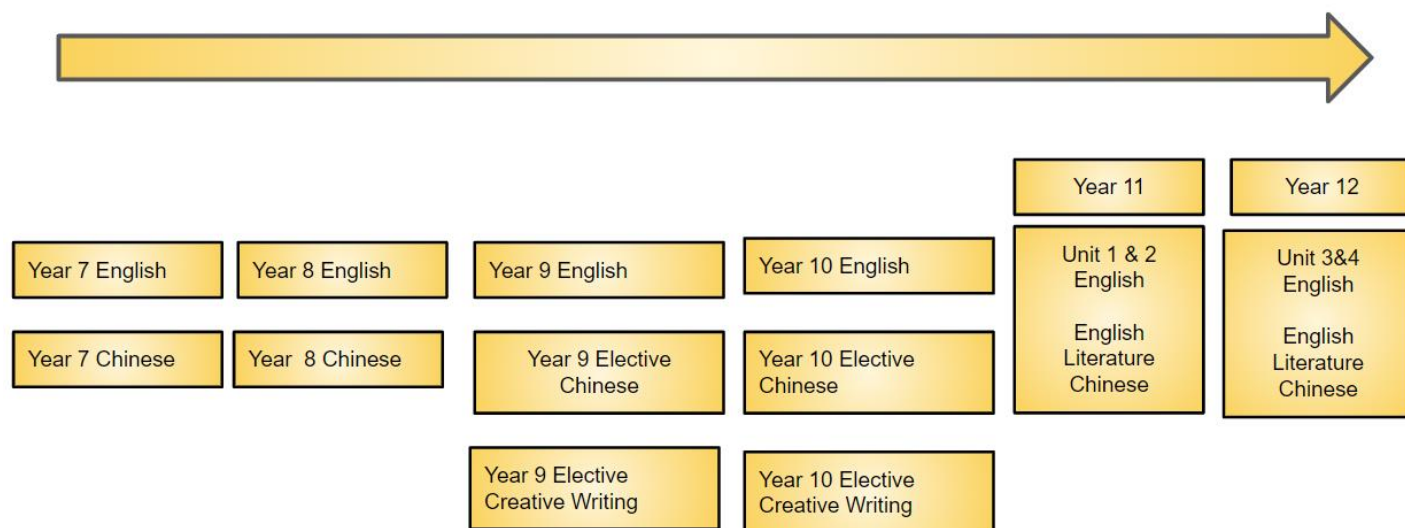 Year 11
Year 12
Year 7 English
Year 8 English
Year 9 English
Year 10 English
Unit 1 & 2
English
English
Literature
Chinese
Unit 3&4
English
English
Literature
Chinese
Year 7 Chinese
Year  8 Chinese
Year 9 Elective
Chinese
Year 10 Elective
Chinese
Year 9 Elective
Creative Writing
Year 10 Elective
Creative Writing